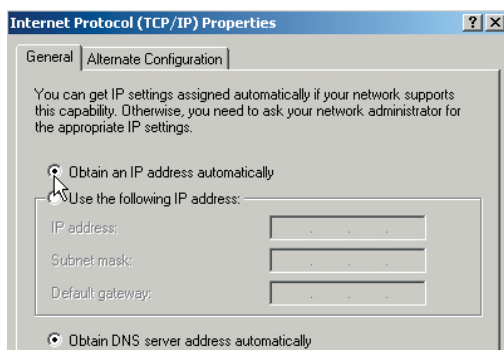 Internet Protocol (TCP/IP) Properties
General Alternate Configuration
You can get IP settings assigned automatically if your network supports
this capability. Otherwise, you need to ask your network administrator for
the appropriate IP settings.
Obtain an IP address automatically
Use the following IP address:
IP address:
Subnet mask:
Default gateway:
Obtain DNS server address automatically